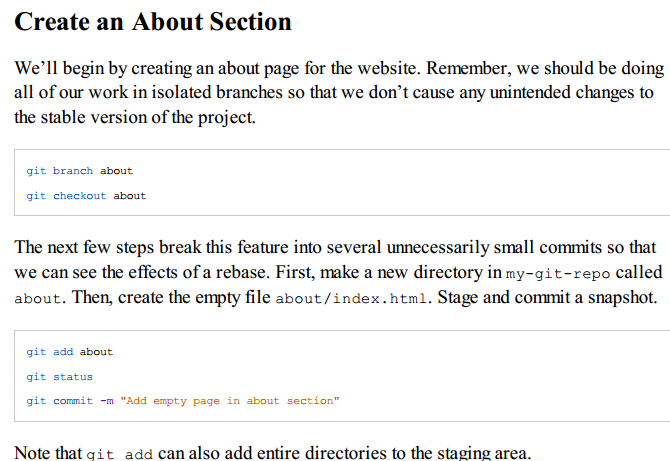 Create an About Section
We’ll begin by creating an about page for the website. Remember, we should be doing
all of our work in isolated branches so that we don’t cause any unintended changes to
the stable version of the project.
git branch about
git checkout about
The next few steps break this feature into several unnecessarily small commits so that
we can see the effects of a rebase. First, make a new directory in my-git-repo called
about. Then, create the empty file about/index.html. Stage and commit a snapshot.
git add about
git status
git commit -m "Add empty page in about section"
Note that git add can also add entire directories to the staging area.